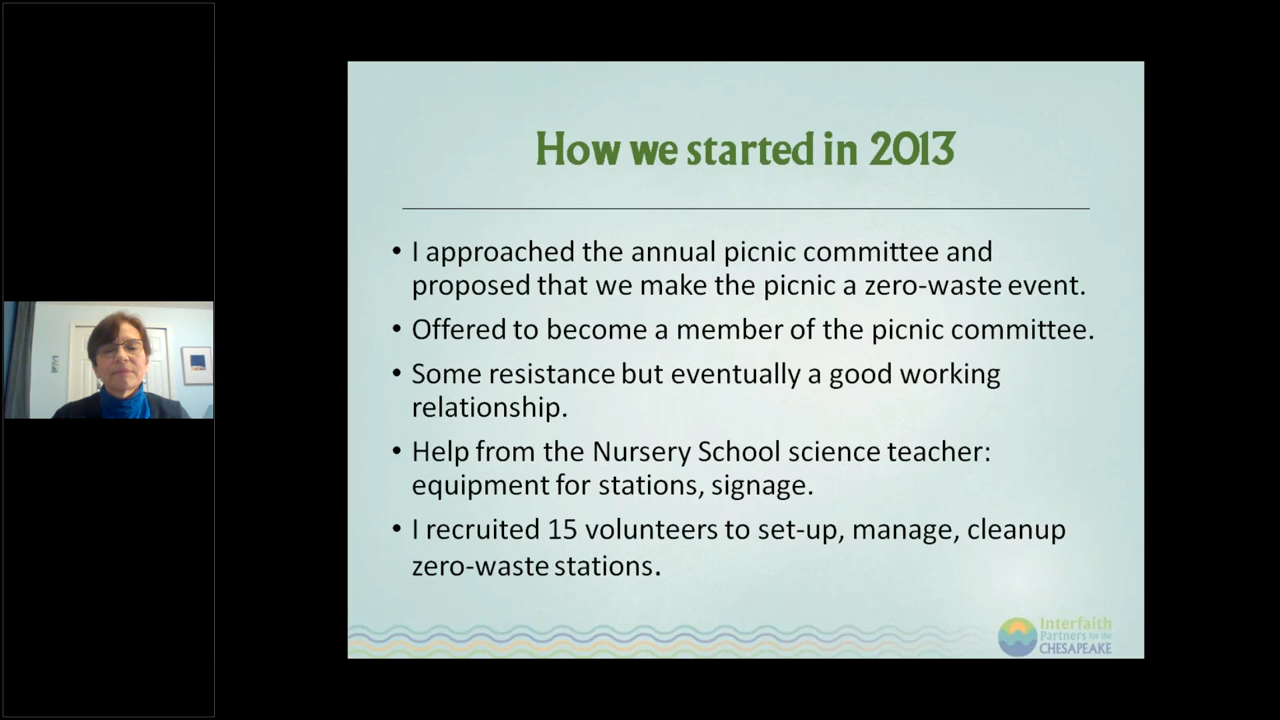 How we started in 2013
• I approached the annual picnic committee and
proposed that we make the picnic a zero-waste event.
• Offered to become a member of the picnic committee.
• Some resistance but eventually a good working
relationship.
• Help from the Nursery School science teacher:
equipment for stations, signage.
• I recruited 15 volunteers to set-up, manage, cleanup
zero-waste stations.
Interfaith
Partners for the
CHESAPEAKE